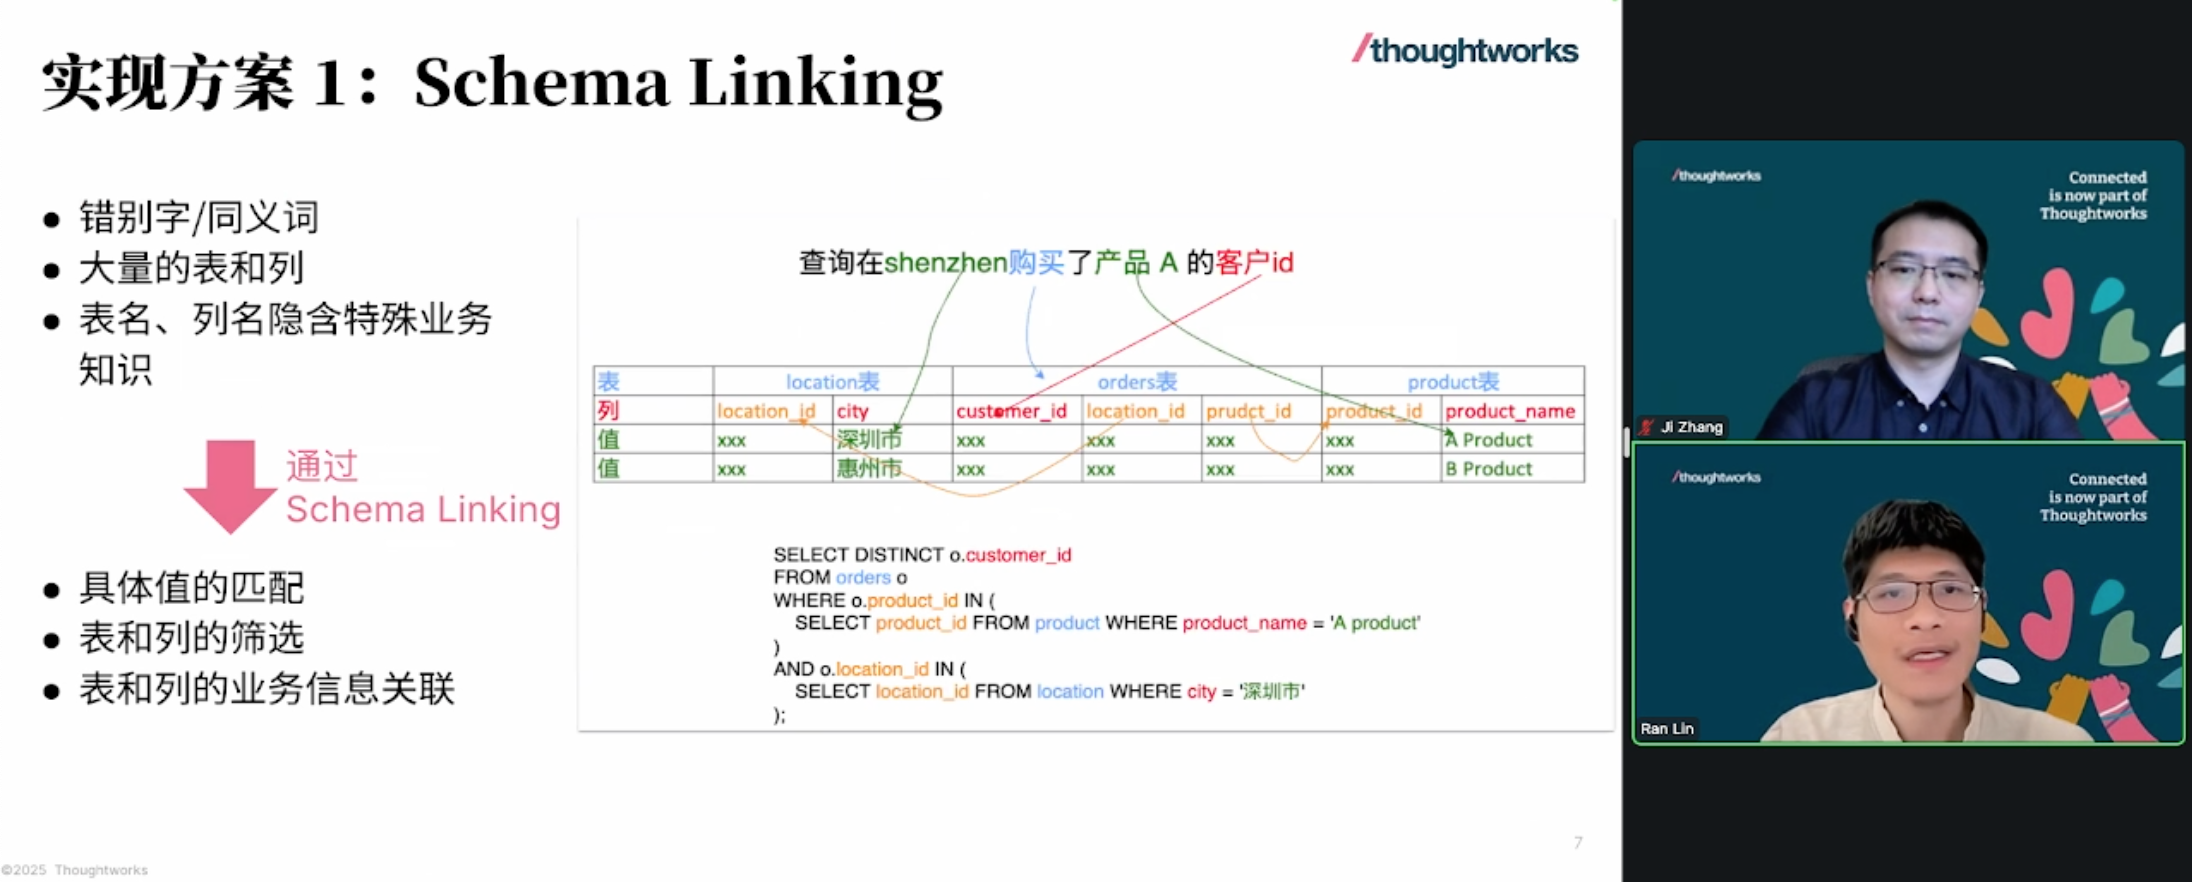 实现方案 1：Schema Linking
/thoughtworks
错别字/同义词
大量的表和列
表名、列名隐含特殊业务
知识
通过
Schema Linking
具体值的匹配
表和列的筛选
表和列的业务信息关联
查询在shenzhen购买了产品 A 的客户id
表 location表 orders表 product表
列 location_id city customer_id location_id prudct_id product_id product_name
值 xxx 深圳市 xxx xxx xxx xxx A Product
值 xxx 惠州市 xxx xxx xxx xxx B Product
SELECT DISTINCT o.customer_id
FROM orders o
WHERE o.product_id IN (
SELECT product_id FROM product WHERE product_name = 'A product'
)
AND o.location_id IN (
SELECT location_id FROM location WHERE city = '深圳市'
);
7
©2025 Thoughtworks
/thoughtworks
Connected
is now part of
Thoughtworks
Ji Zhang
/thoughtworks
Connected
is now part of
Thoughtworks
Ran Lin